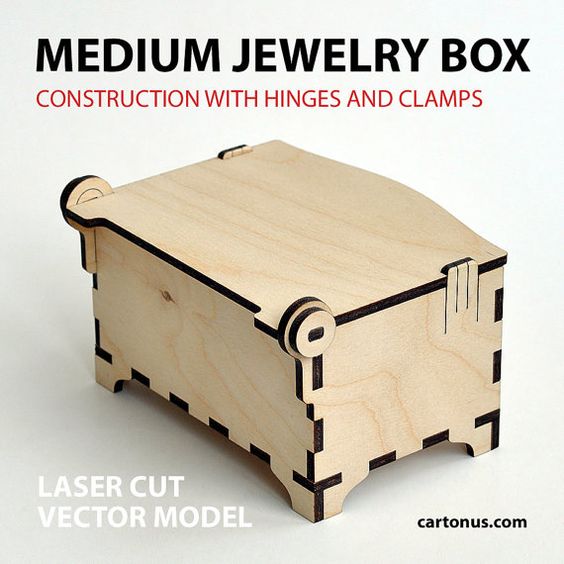 MEDIUM JEWELRY BOX
CONSTRUCTION WITH HINGES AND CLAMPS
LASER CUT
VECTOR MODEL
cartonus.com